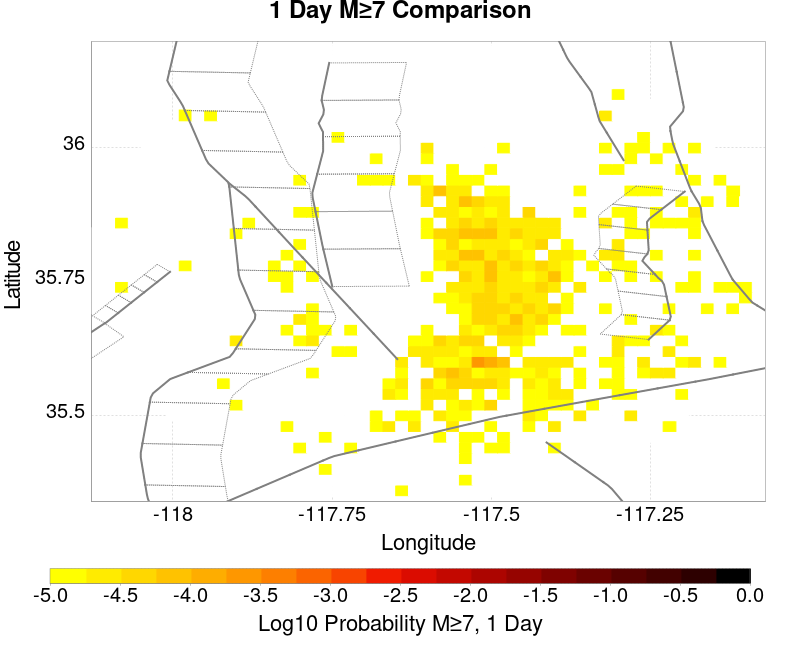 1 Day M≥7 Comparison
36
35.75
35.5
Latitude
-118 -117.75 -117.5 -117.25
Longitude
-5.0 -4.5 -4.0 -3.5 -3.0 -2.5 -2.0 -1.5 -1.0 -0.5 0.0
Log10 Probability M≥7, 1 Day